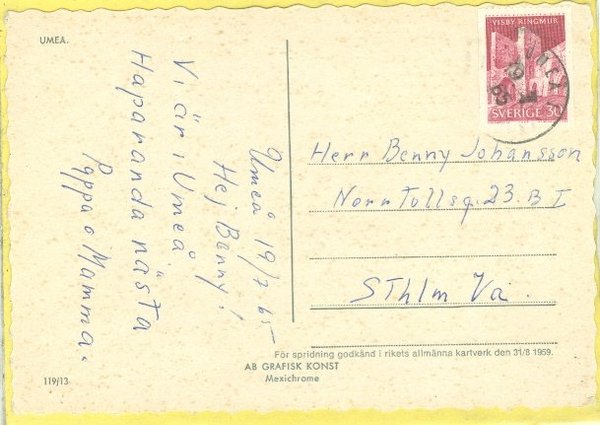 UMEA.
Umeå 19/7 65
Hej Benny!
Vi är i Umeå
Haparanda nästa
Pappa o Mamma.
VISBY RINGMUR
SVERIGE 30
Herr Benny Johansson
Norr Tullsg. 23. B I
SThlm Va.
För spridning godkänd i rikets allmänna kartverk den 31/8 1959.
AB GRAFISK KONST
Mexichrome
119/13